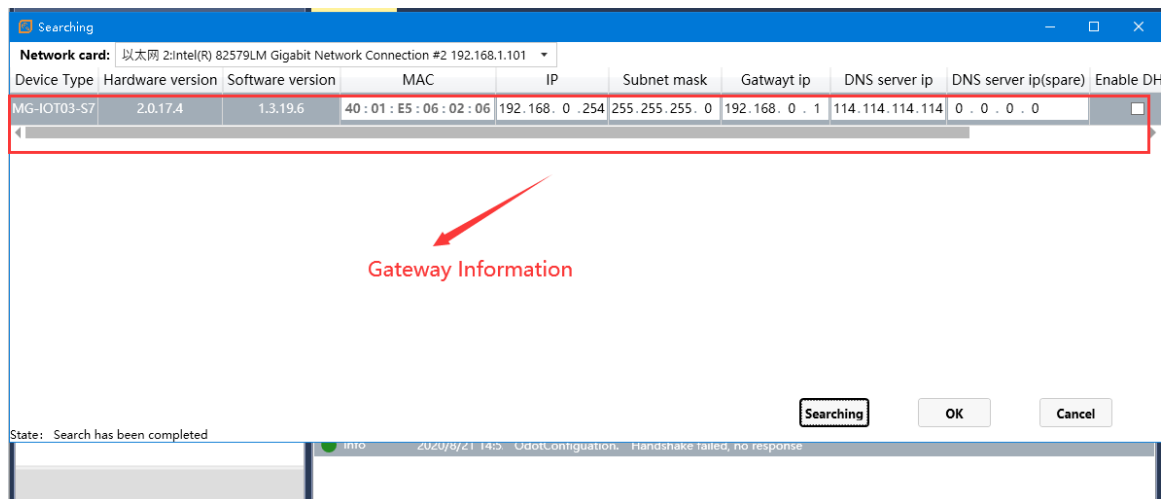 Searching
Network card: 以太网 2:Intel(R) 82579LM Gigabit Network Connection #2 192.168.1.101
Device Type Hardware version Software version MAC IP Subnet mask Gatwayt ip DNS server ip DNS server ip(spare) Enable DH
MG-IOT03-S7 2.0.17.4 1.3.19.6 40 : 01 : E5 : 06 : 02 : 06 192.168. 0 .254 255.255.255. 0 192.168. 0 . 1 114.114.114.114 0 . 0 . 0 . 0
Gateway Information
Searching OK Cancel
State: Search has been completed
Info 2020/8/21 14:5 OdotConfiguation. Handshake failed, no response